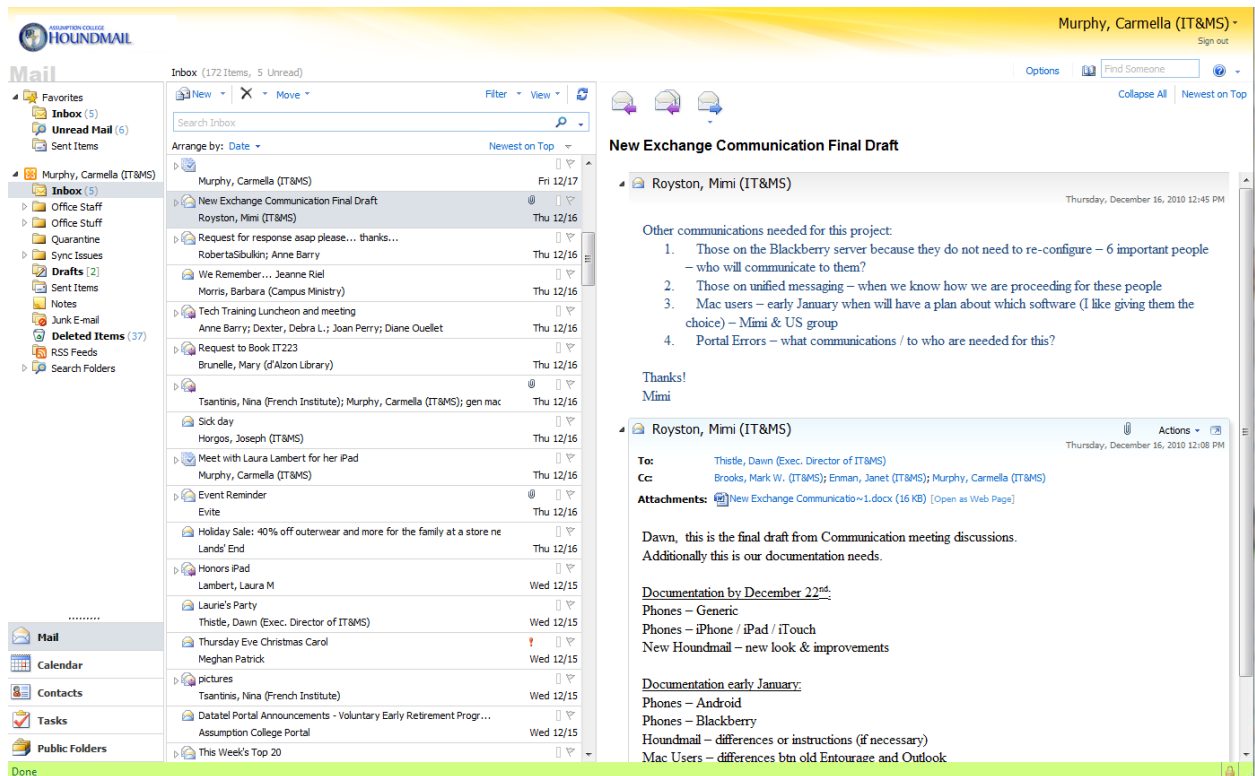 ASSUMPTION COLLEGE
HOUNDMAIL
Murphy, Carmella (IT&MS)
Sign out
Mail
Inbox (172 Items, 5 Unread)
Options
Find Someone
Favorites
Inbox (5)
Unread Mail (6)
Sent Items
Murphy, Carmella (IT&MS)
Inbox (5)
Office Staff
Office Stuff
Quarantine
Sync Issues
Drafts [2]
Sent Items
Notes
Junk E-mail
Deleted Items (37)
RSS Feeds
Search Folders
Mail
Calendar
Contacts
Tasks
Public Folders
Done
New Move Filter View
Search Inbox
Arrange by: Date Newest on Top
Murphy, Carmella (IT&MS) Fri 12/17
New Exchange Communication Final Draft
Royston, Mimi (IT&MS) Thu 12/16
Request for response asap please... thanks...
RobertaSibulkin; Anne Barry Thu 12/16
We Remember... Jeanne Riel
Morris, Barbara (Campus Ministry) Thu 12/16
Tech Training Luncheon and meeting
Anne Barry; Dexter, Debra L.; Joan Perry; Diane Ouellet Thu 12/16
Request to Book IT223
Brunelle, Mary (d'Alzon Library) Thu 12/16
Tsantinis, Nina (French Institute); Murphy, Carmella (IT&MS); gen mac Thu 12/16
Sick day
Horgos, Joseph (IT&MS) Thu 12/16
Meet with Laura Lambert for her iPad
Murphy, Carmella (IT&MS) Thu 12/16
Event Reminder
Evite Thu 12/16
Holiday Sale: 40% off outerwear and more for the family at a store ne
Lands' End Thu 12/16
Honors iPad
Lambert, Laura M Wed 12/15
Laurie's Party
Thistle, Dawn (Exec. Director of IT&MS) Wed 12/15
Thursday Eve Christmas Carol
Meghan Patrick Wed 12/15
pictures
Tsantinis, Nina (French Institute) Wed 12/15
Datatel Portal Announcements - Voluntary Early Retirement Progr...
Assumption College Portal Wed 12/15
This Week's Top 20
Collapse All Newest on Top
New Exchange Communication Final Draft
Royston, Mimi (IT&MS)
Thursday, December 16, 2010 12:45 PM
Other communications needed for this project:
1. Those on the Blackberry server because they do not need to re-configure – 6 important people
– who will communicate to them?
2. Those on unified messaging – when we know how we are proceeding for these people
3. Mac users – early January when will have a plan about which software (I like giving them the
choice) – Mimi & US group
4. Portal Errors – what communications / to who are needed for this?
Thanks!
Mimi
Royston, Mimi (IT&MS)
Actions
Thursday, December 16, 2010 12:08 PM
To: Thistle, Dawn (Exec. Director of IT&MS)
Cc: Brooks, Mark W. (IT&MS); Enman, Janet (IT&MS); Murphy, Carmella (IT&MS)
Attachments: New Exchange Communicatio~1.docx (16 KB) [Open as Web Page]
Dawn, this is the final draft from Communication meeting discussions.
Additionally this is our documentation needs.
Documentation by December 22nd:
Phones – Generic
Phones – iPhone / iPad / iTouch
New Houndmail – new look & improvements
Documentation early January:
Phones – Android
Phones – Blackberry
Houndmail – differences or instructions (if necessary)
Mac Users – differences btn old Entourage and Outlook